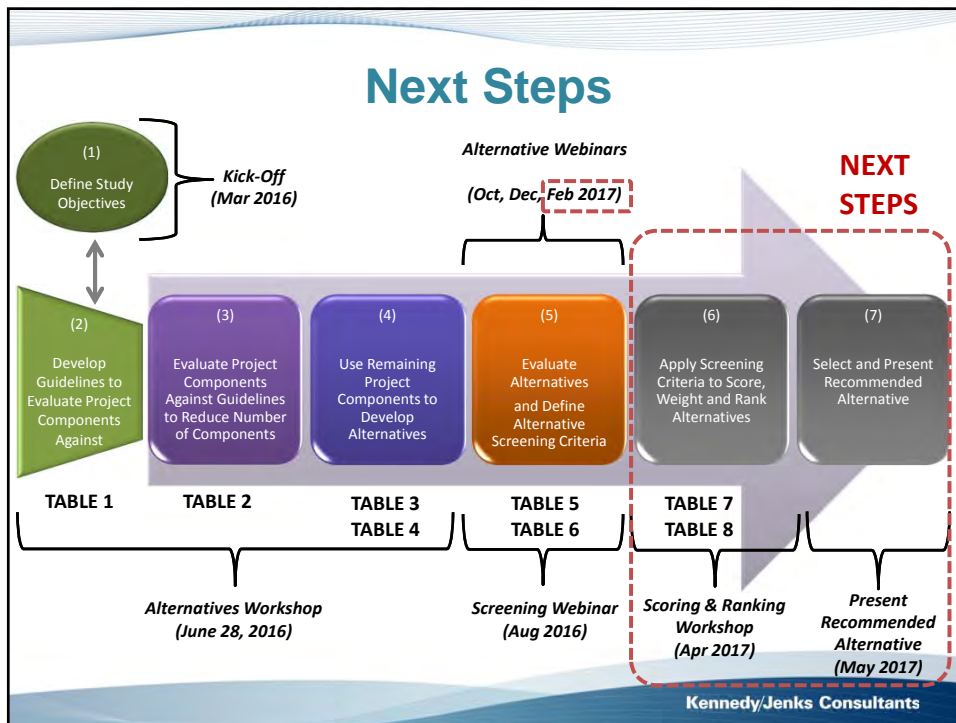 Next Steps
(1)
Define Study
Objectives
Kick-Off
(Mar 2016)
Alternative Webinars
(Oct, Dec, Feb 2017)
NEXT
STEPS
(2)
Develop
Guidelines to
Evaluate Project
Components
Against
(3)
Evaluate Project
Components
Against Guidelines
to Reduce Number
of Components
(4)
Use Remaining
Project
Components to
Develop
Alternatives
(5)
Evaluate
Alternatives
and Define
Alternative
Screening Criteria
(6)
Apply Screening
Criteria to Score,
Weight and Rank
Alternatives
(7)
Select and Present
Recommended
Alternative
TABLE 1
TABLE 2
TABLE 3
TABLE 4
TABLE 5
TABLE 6
TABLE 7
TABLE 8
Alternatives Workshop
(June 28, 2016)
Screening Webinar
(Aug 2016)
Scoring & Ranking
Workshop
(Apr 2017)
Present
Recommended
Alternative
(May 2017)
Kennedy/Jenks Consultants